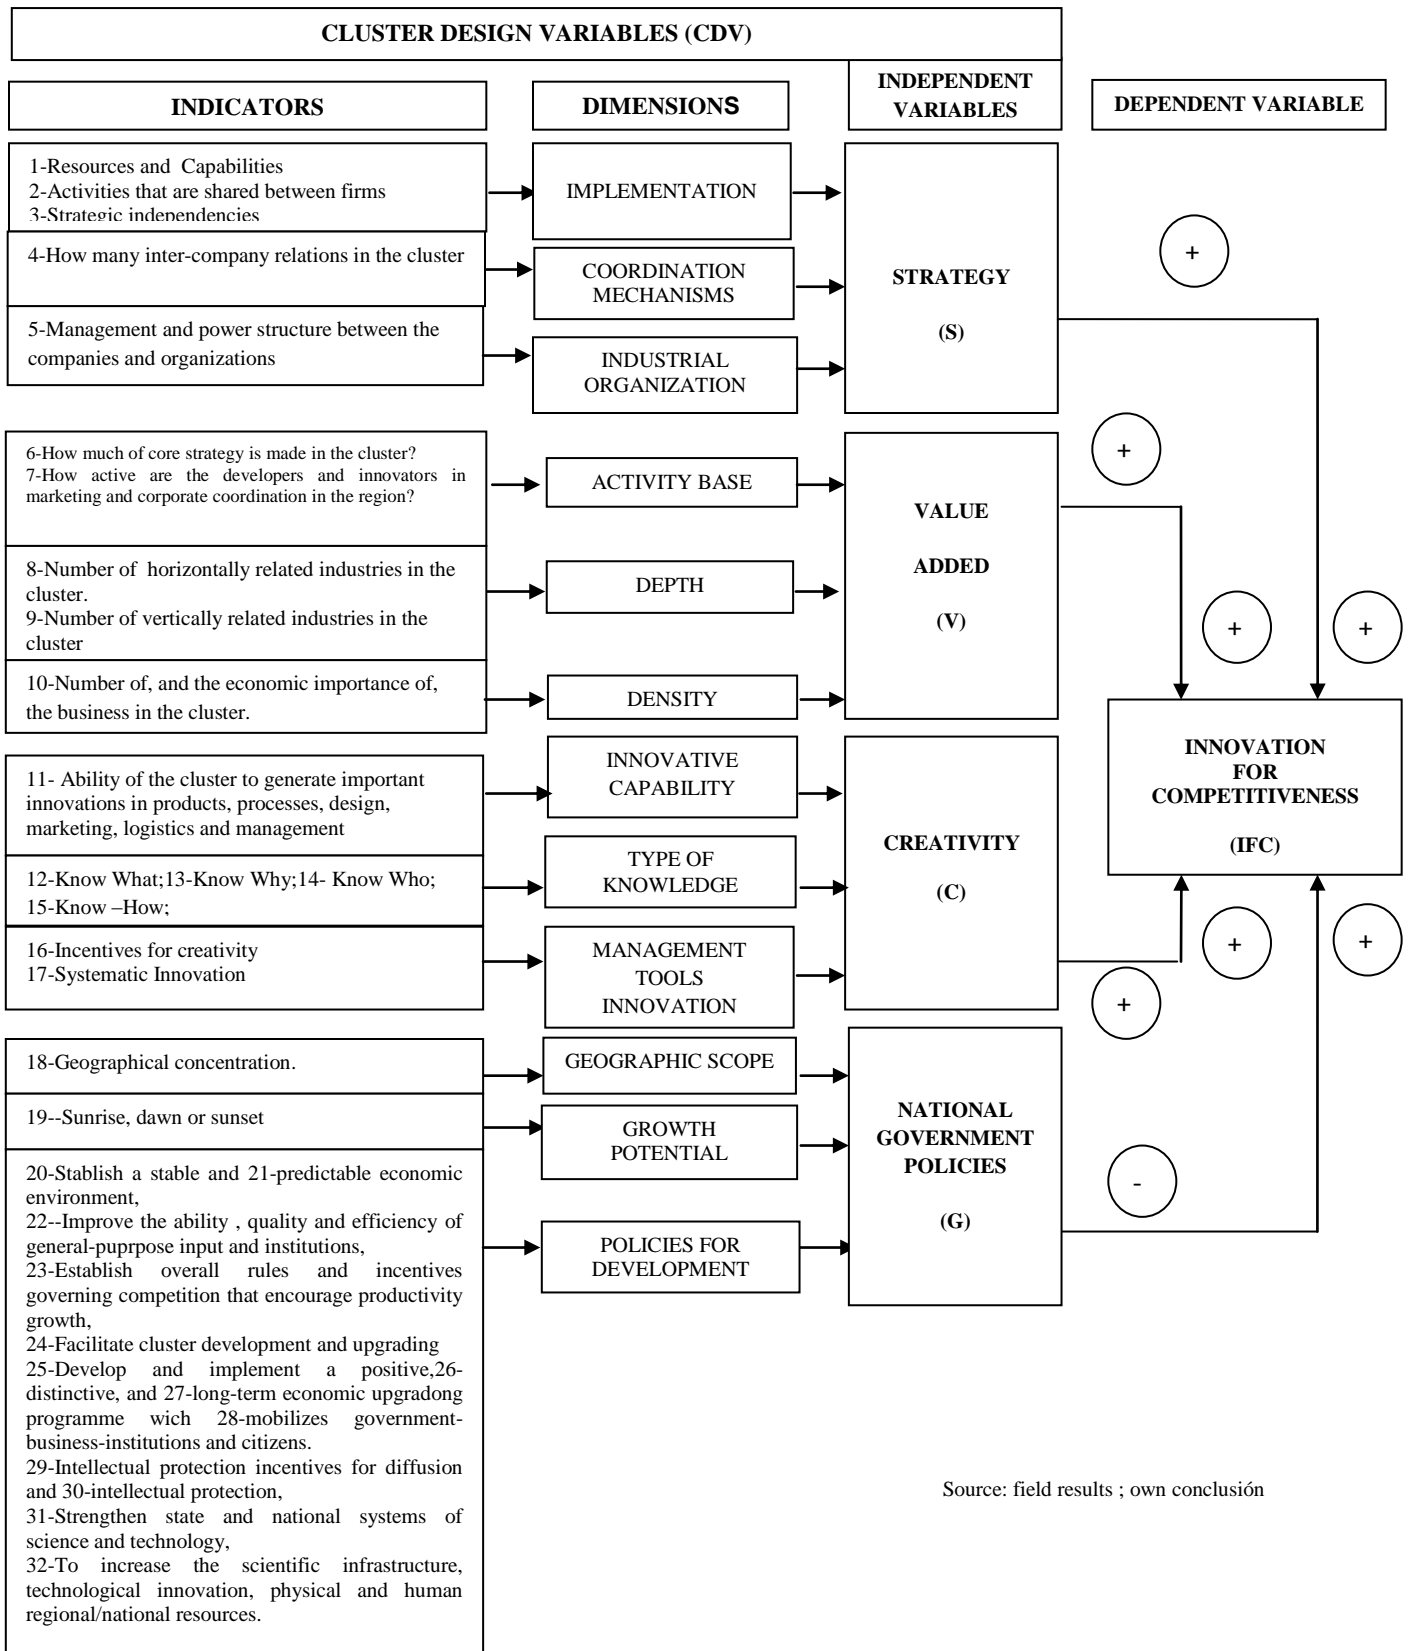 CLUSTER DESIGN VARIABLES (CDV)
INDICATORS
DIMENSIONS
INDEPENDENT
VARIABLES
DEPENDENT VARIABLE
1-Resources and Capabilities
2-Activities that are shared between firms
3-Strategic independencies
IMPLEMENTATION
4-How many inter-company relations in the cluster
COORDINATION
MECHANISMS
5-Management and power structure between the
companies and organizations
INDUSTRIAL
ORGANIZATION
STRATEGY
(S)
+
6-How much of core strategy is made in the cluster?
7-How active are the developers and innovators in
marketing and corporate coordination in the region?
ACTIVITY BASE
8-Number of horizontally related industries in the
cluster.
9-Number of vertically related industries in the
cluster
DEPTH
10-Number of, and the economic importance of,
the business in the cluster.
DENSITY
VALUE
ADDED
(V)
+
+
+
11- Ability of the cluster to generate important
innovations in products, processes, design,
marketing, logistics and management
INNOVATIVE
CAPABILITY
12-Know What;13-Know Why;14- Know Who;
15-Know –How;
TYPE OF
KNOWLEDGE
16-Incentives for creativity
17-Systematic Innovation
MANAGEMENT
TOOLS
INNOVATION
CREATIVITY
(C)
INNOVATION
FOR
COMPETITIVENESS
(IFC)
+
+
+
18-Geographical concentration.
GEOGRAPHIC SCOPE
19--Sunrise, dawn or sunset
GROWTH
POTENTIAL
20-Stablish a stable and 21-predictable economic
environment,
22--Improve the ability , quality and efficiency of
general-puprpose input and institutions,
23-Establish overall rules and incentives
governing competition that encourage productivity
growth,
24-Facilitate cluster development and upgrading
25-Develop and implement a positive,26-
distinctive, and 27-long-term economic upgradong
programme wich 28-mobilizes government-
business-institutions and citizens.
29-Intellectual protection incentives for diffusion
and 30-intellectual protection,
31-Strengthen state and national systems of
science and technology,
32-To increase the scientific infrastructure,
technological innovation, physical and human
regional/national resources.
POLICIES FOR
DEVELOPMENT
NATIONAL
GOVERNMENT
POLICIES
(G)
-
Source: field results ; own conclusión